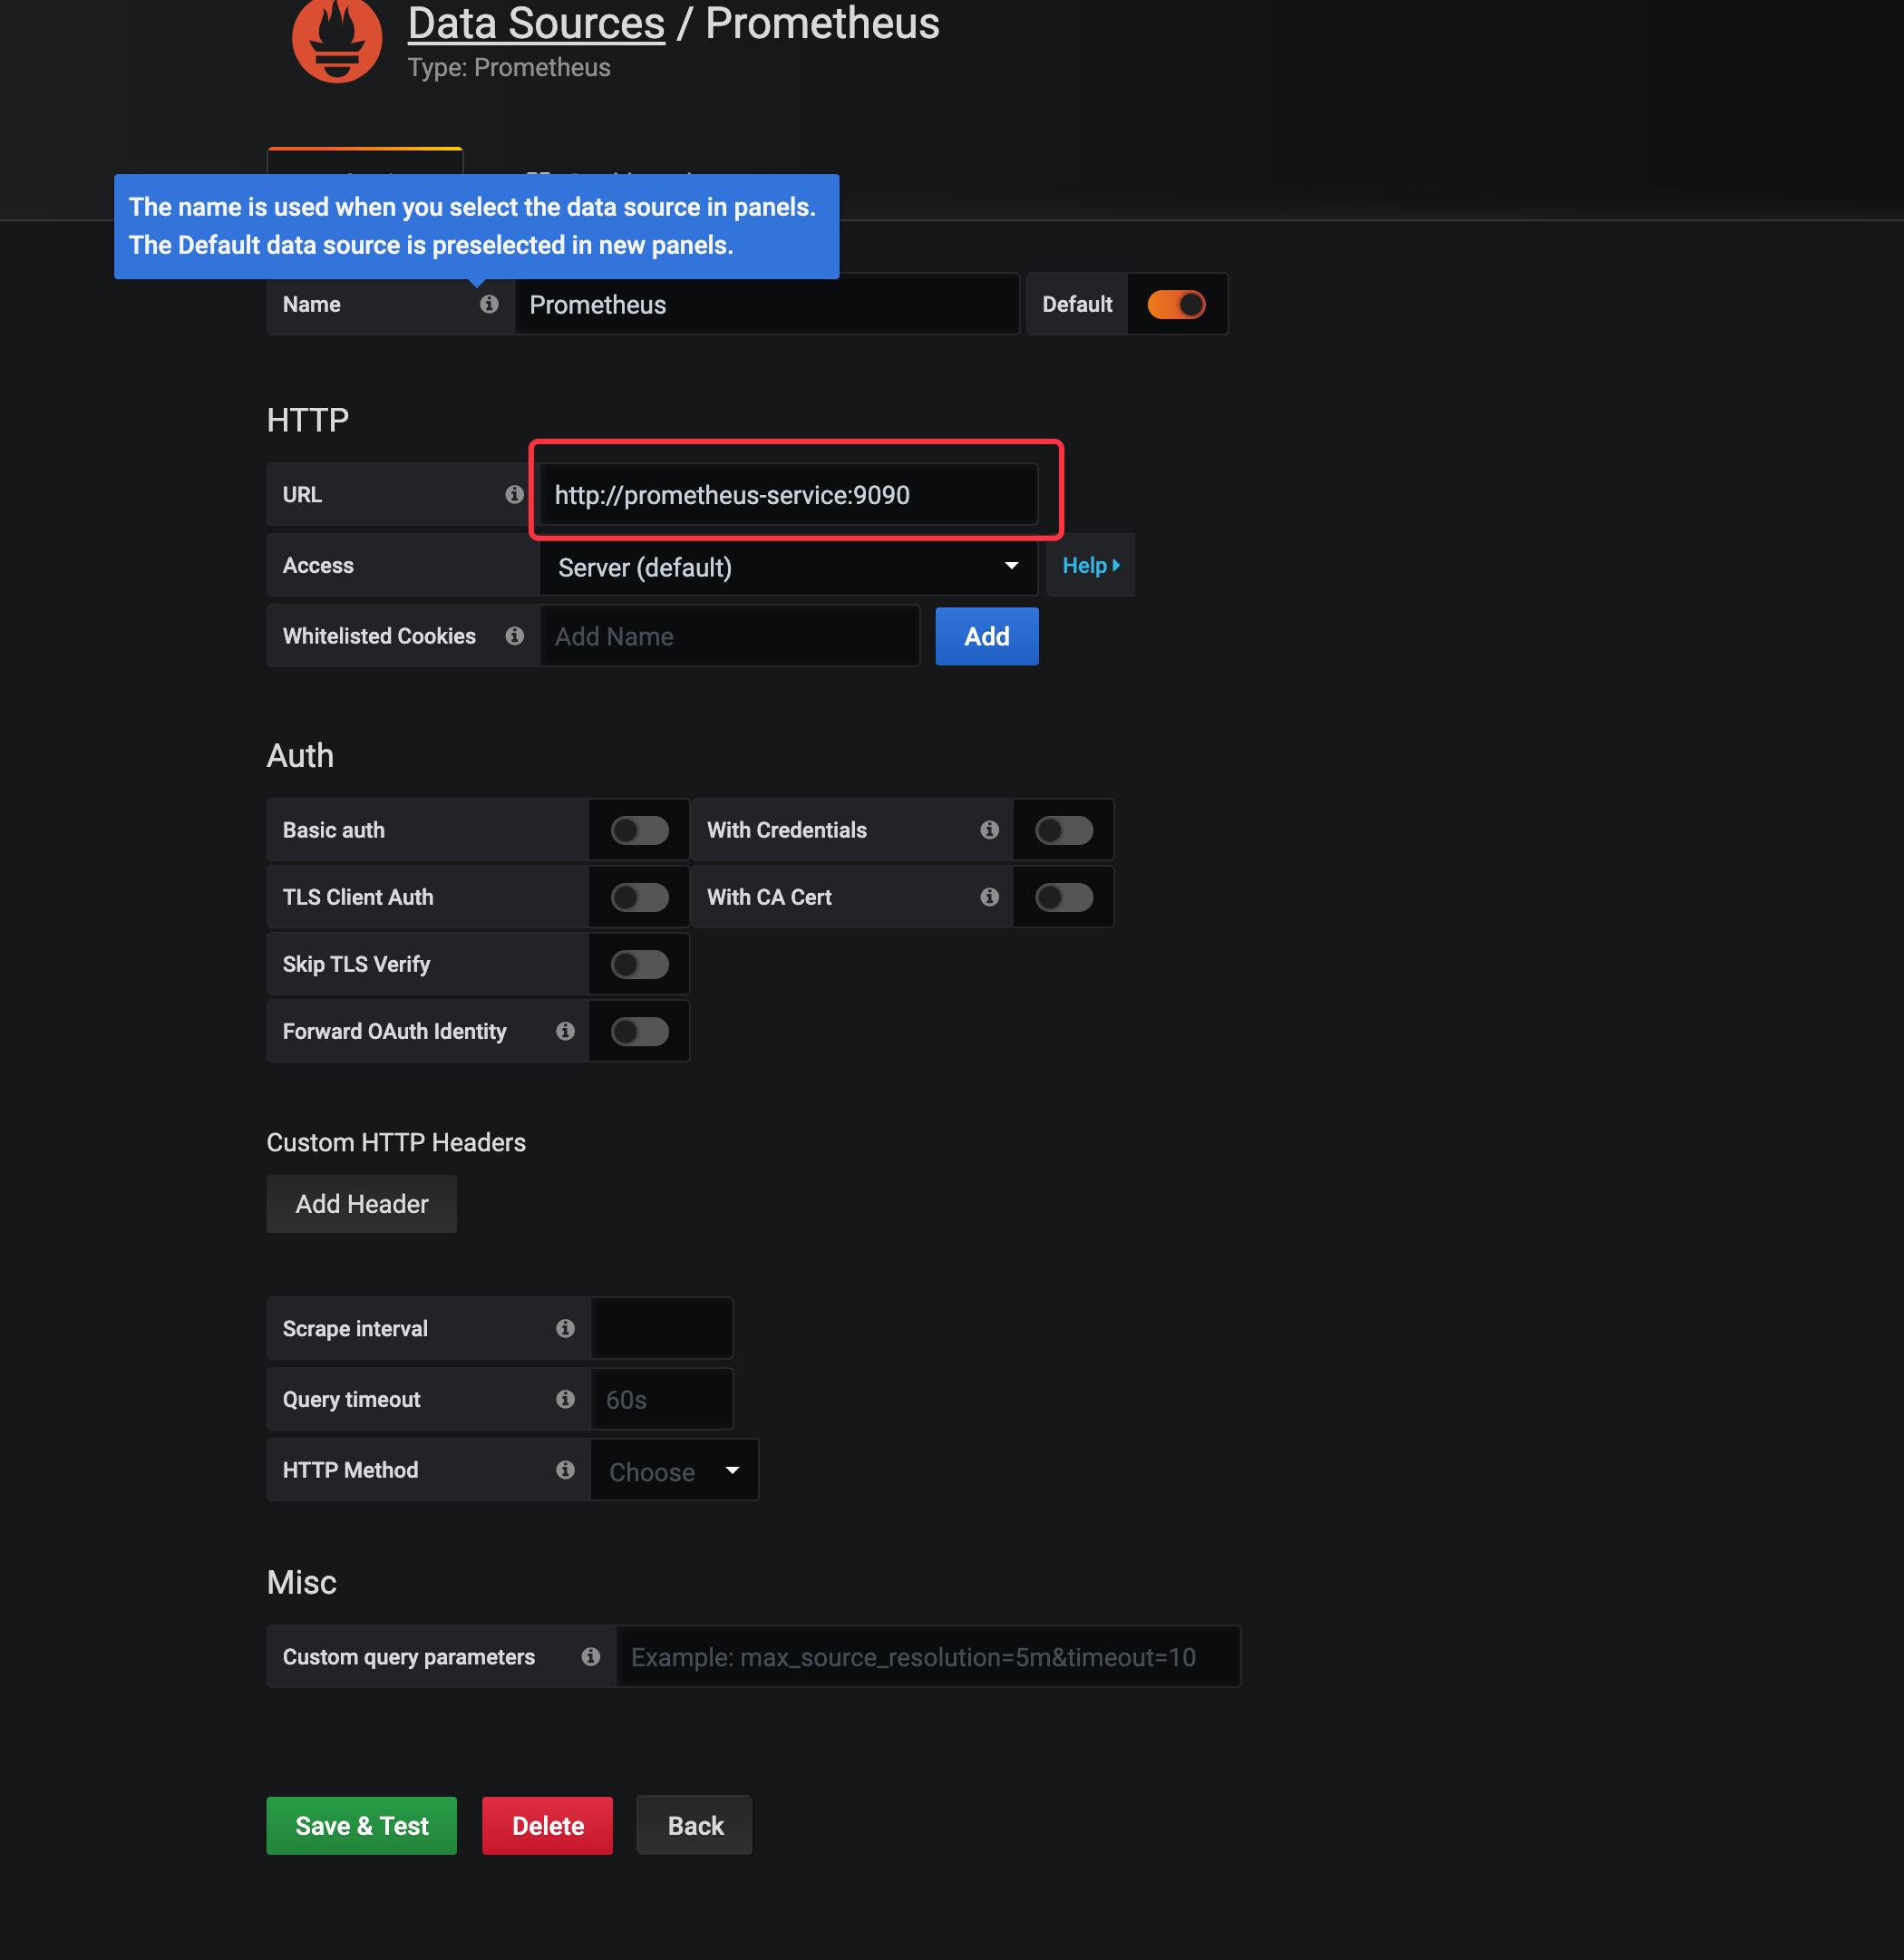 Data Sources / Prometheus
Type: Prometheus
The name is used when you select the data source in panels.
The Default data source is preselected in new panels.
Name
Prometheus
Default
HTTP
URL
http://prometheus-service:9090
Access
Server (default)
Help
Whitelisted Cookies
Add Name
Add
Auth
Basic auth
With Credentials
TLS Client Auth
With CA Cert
Skip TLS Verify
Forward OAuth Identity
Custom HTTP Headers
Add Header
Scrape interval
Query timeout
60s
HTTP Method
Choose
Misc
Custom query parameters
Example: max_source_resolution=5m&timeout=10
Save & Test
Delete
Back